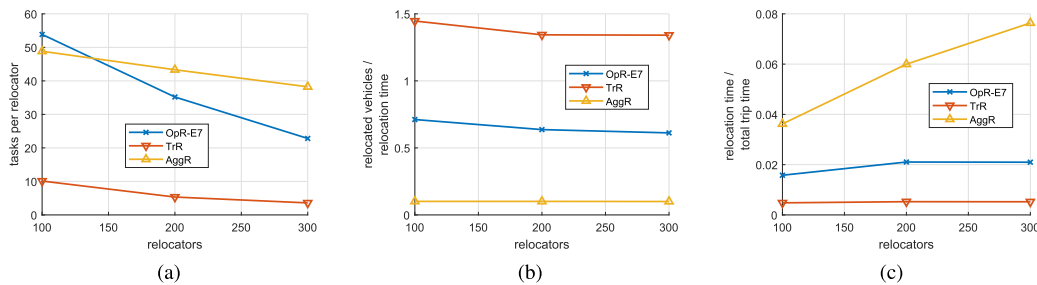 60
50
40
30
20
10
0
tasks per relocator
OpR-E7
TrR
AggR
100
150
200
250
300
relocators
(a)
1.5
1
0.5
0
relocated vehicles /
relocation time
OpR-E7
TrR
AggR
100
150
200
250
300
relocators
(b)
0.08
0.06
0.04
0.02
0
relocation time /
total trip time
OpR-E7
TrR
AggR
100
150
200
250
300
relocators
(c)